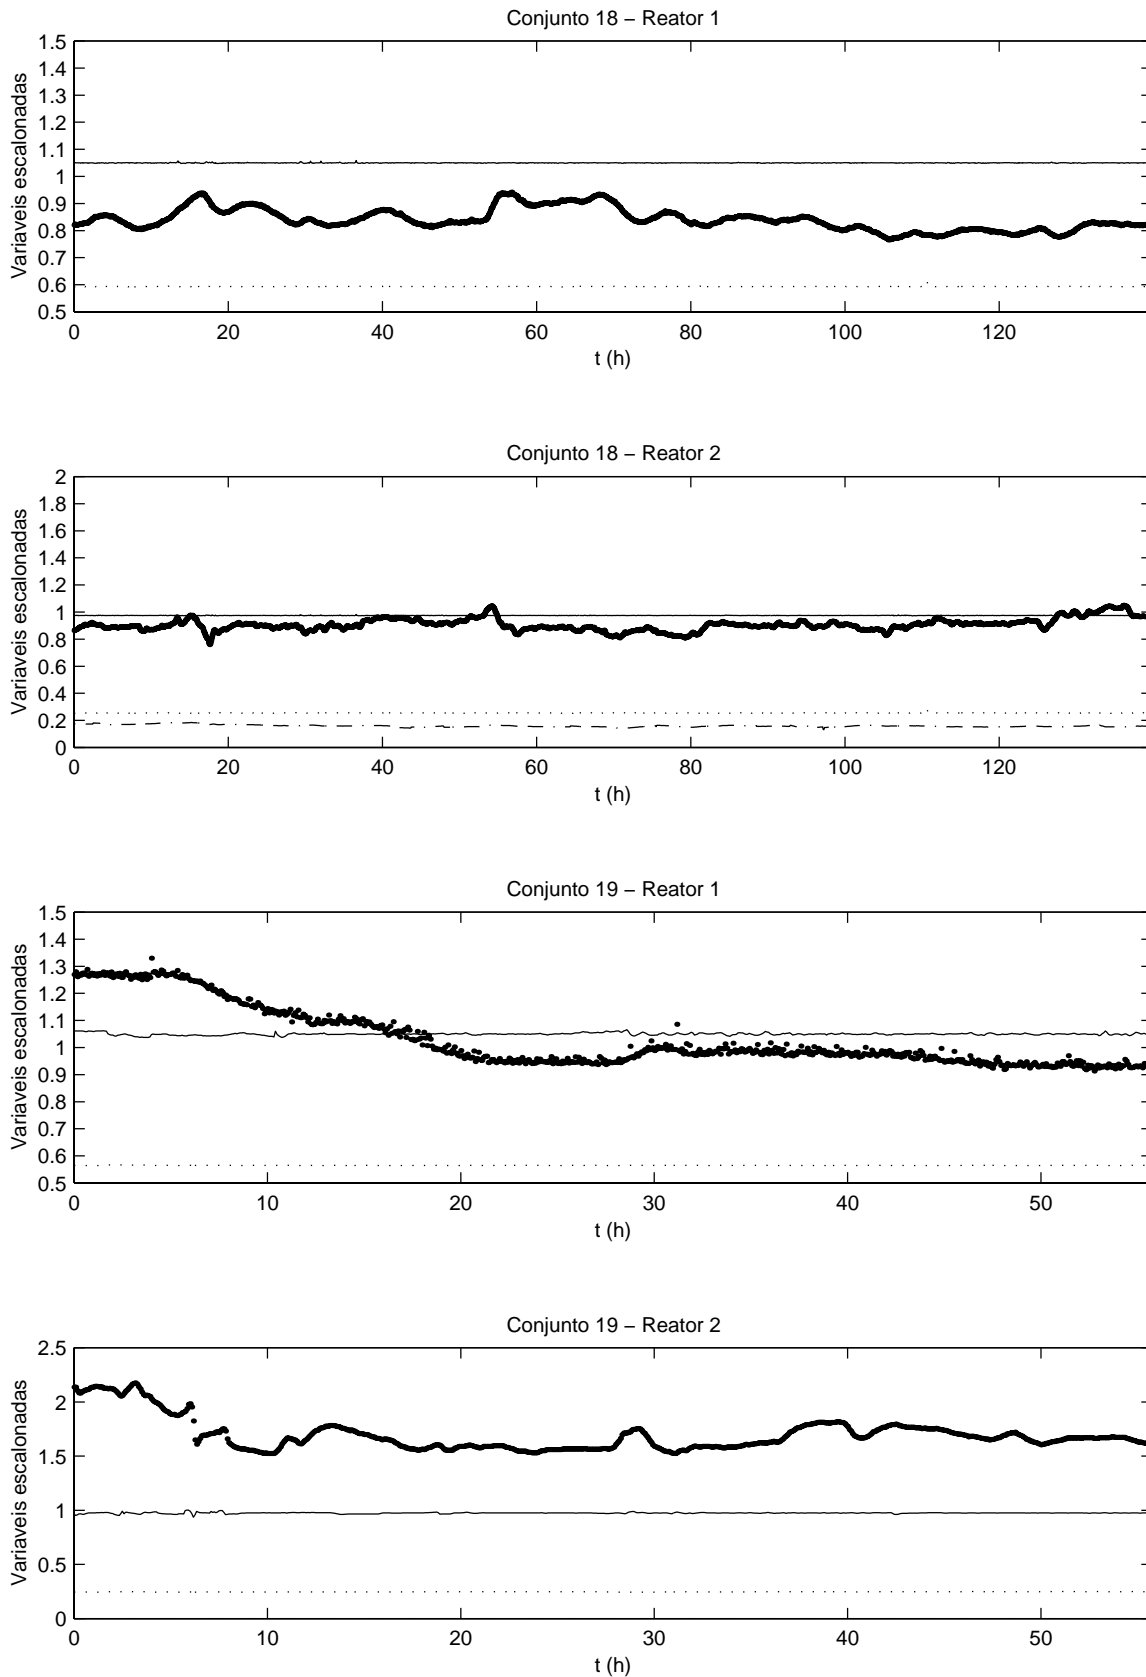 Conjunto 18 – Reator 1
1.5
1.4
1.3
1.2
1.1
1
0.9
0.8
0.7
0.6
0.5
Variaveis escalonadas
0 20 40 60 80 100 120
t (h)
Conjunto 18 – Reator 2
2
1.8
1.6
1.4
1.2
1
0.8
0.6
0.4
0.2
0
Variaveis escalonadas
0 20 40 60 80 100 120
t (h)
Conjunto 19 – Reator 1
1.5
1.4
1.3
1.2
1.1
1
0.9
0.8
0.7
0.6
0.5
Variaveis escalonadas
0 10 20 30 40 50
t (h)
Conjunto 19 – Reator 2
2.5
2
1.5
1
0.5
0
Variaveis escalonadas
0 10 20 30 40 50
t (h)